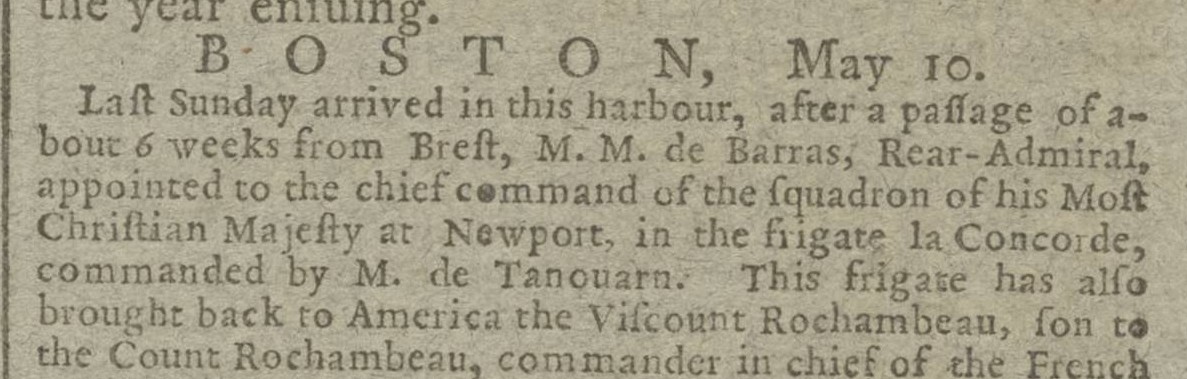 the year enſuing.
BOSTON, May 10.
Laſt Sunday arrived in this harbour, after a paſſage of a-
bout 6 weeks from Breſt, M. M. de Barras, Rear-Admiral,
appointed to the chief command of the ſquadron of his Moſt
Chriſtian Majeſty at Newport, in the frigate la Concorde,
commanded by M. de Tanouarn. This frigate has alſo
brought back to America the Viſcount Rochambeau, ſon to
the Count Rochambeau, commander in chief of the French